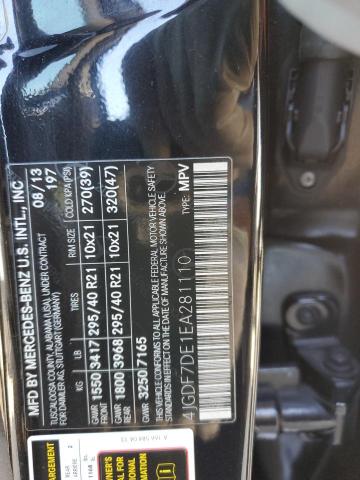 MFD BY MERCEDES-BENZ U.S. INTL., INC
TUSCALOOSA COUNTY, ALABAMA (USA) UNDER CONTRACT 08/13
FOR DAIMLER AG, STUTTGART (GERMANY) 197
KG LB TIRES RIM SIZE COLD KPA(PSI)
GAWR FRONT 1550 3417 295/40 R21 10x21 270(39)
GAWR REAR 1800 3968 295/40 R21 10x21 320(47)
GVWR 3250 7165
THIS VEHICLE CONFORMS TO ALL APPLICABLE FEDERAL MOTOR VEHICLE SAFETY
STANDARDS IN EFFECT ON THE DATE OF MANUFACTURE SHOWN ABOVE.
4JGDF7DE1EA281110 TYPE: MPV